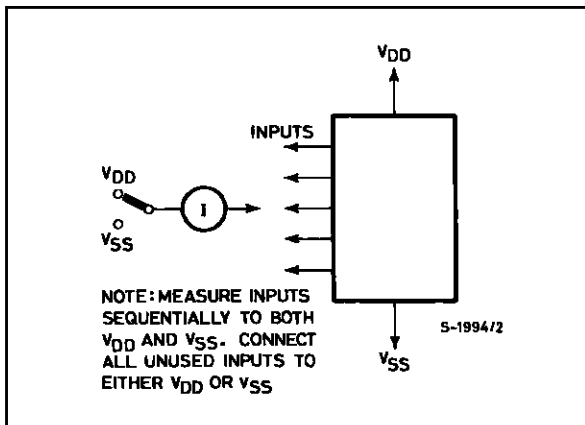 VDD
INPUTS
VDD
I
VSS
NOTE: MEASURE INPUTS
SEQUENTIALLY TO BOTH
VDD AND VSS. CONNECT
ALL UNUSED INPUTS TO
EITHER VDD OR VSS
S-1994/2
VSS